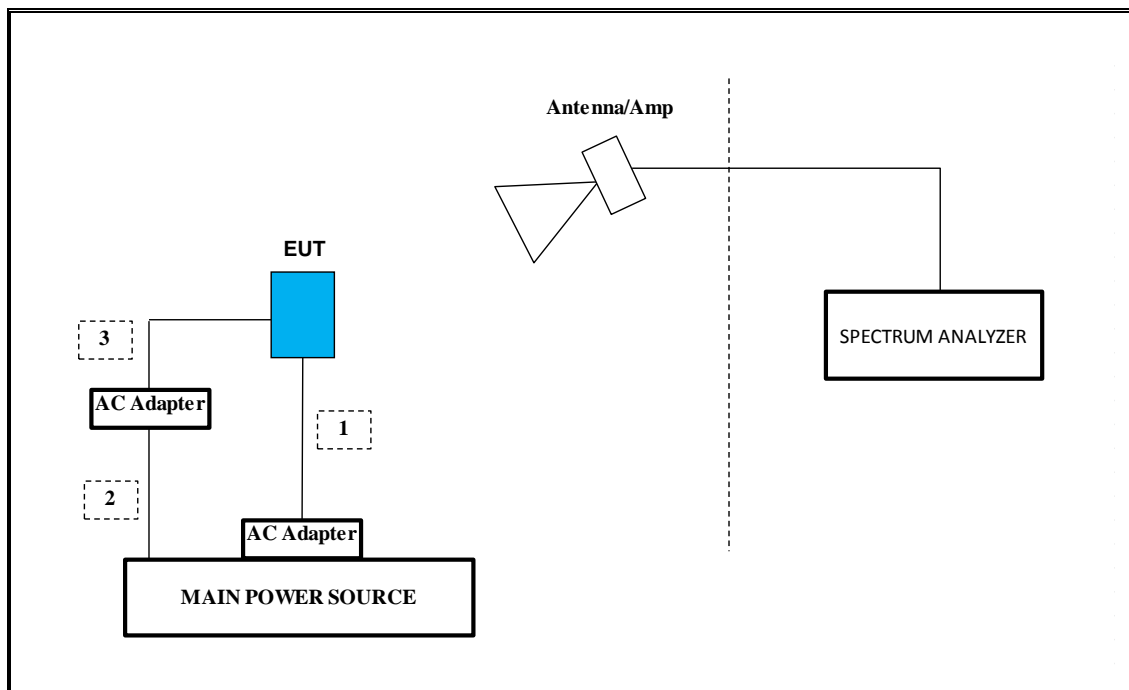 Antenna/Amp
EUT
SPECTRUM ANALYZER
3
AC Adapter
1
2
AC Adapter
MAIN POWER SOURCE